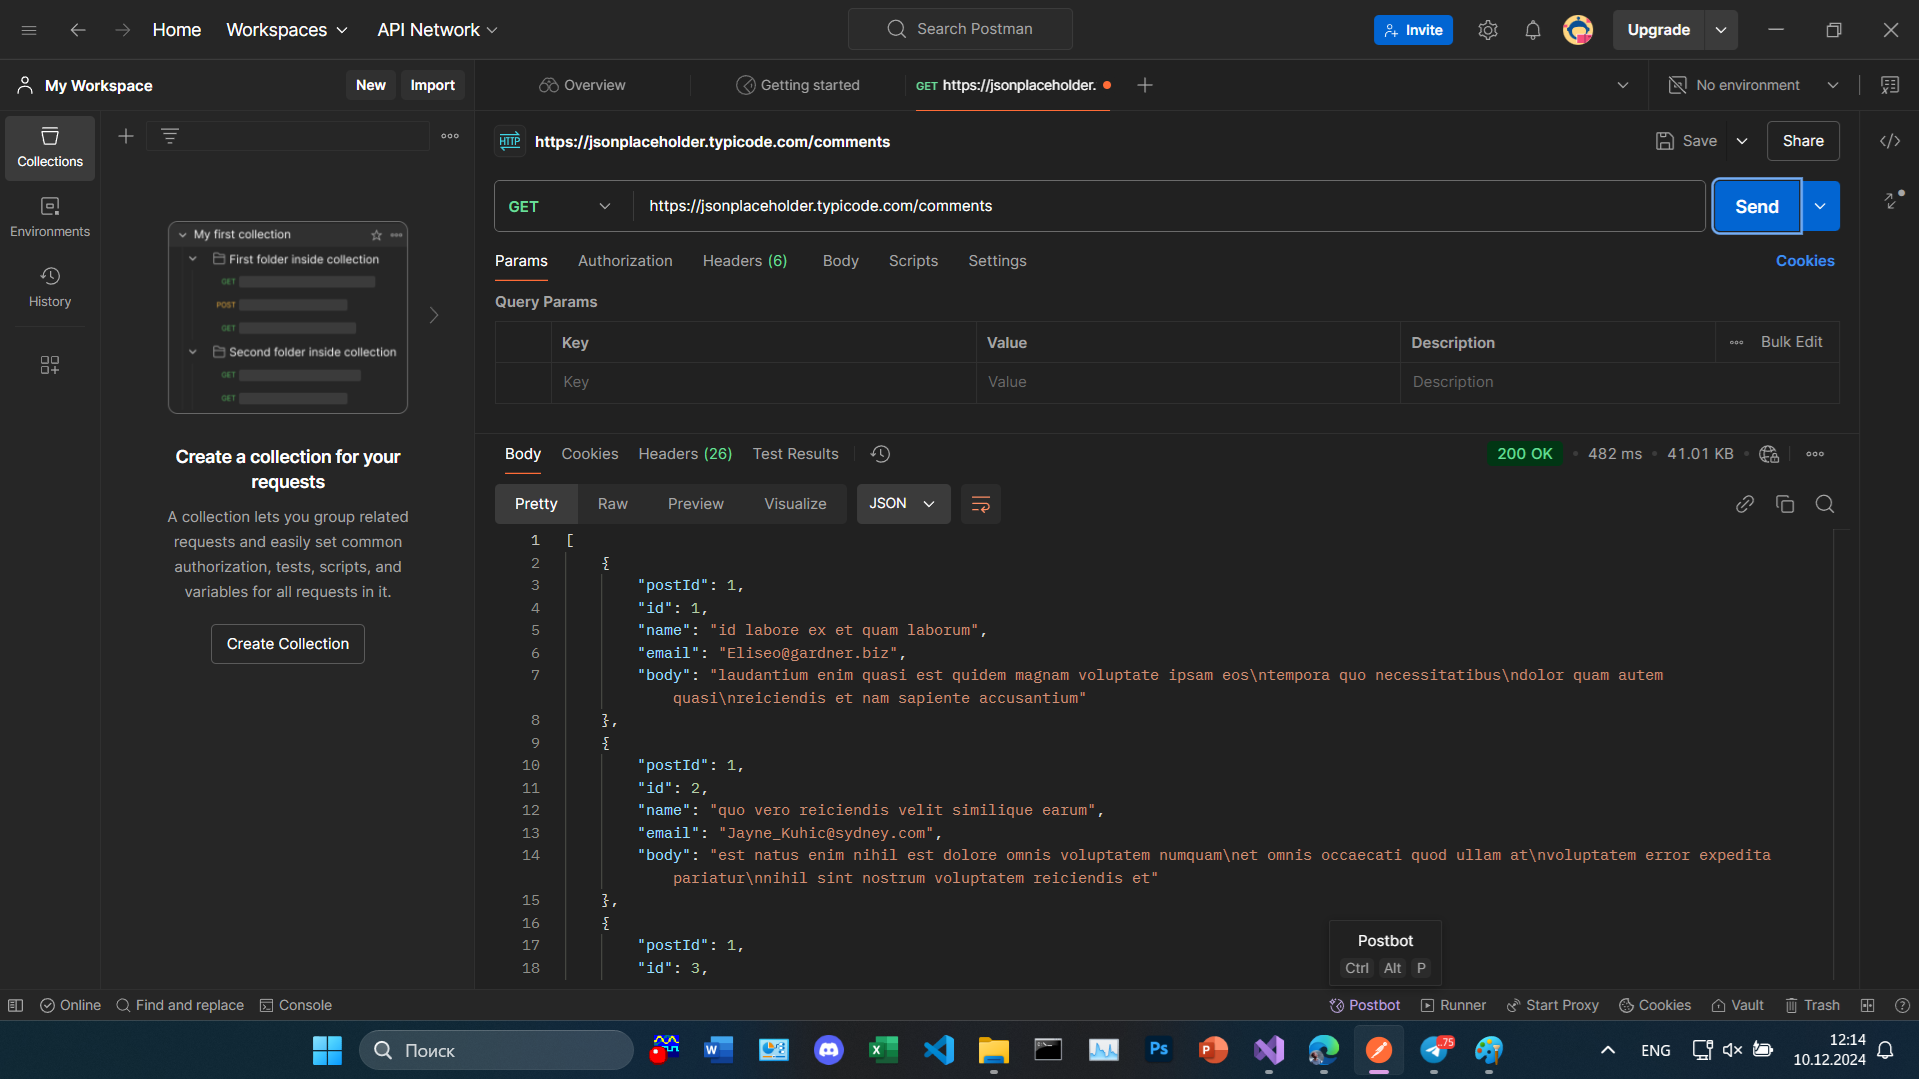 Home Workspaces API Network Search Postman Invite Upgrade
My Workspace New Import Overview Getting started GET https://jsonplaceholder. No environment
Collections
Environments
History
My first collection
First folder inside collection
GET
POST
GET
Second folder inside collection
GET
GET
Create a collection for your
requests
A collection lets you group related
requests and easily set common
authorization, tests, scripts, and
variables for all requests in it.
Create Collection
HTTP https://jsonplaceholder.typicode.com/comments Save Share
GET https://jsonplaceholder.typicode.com/comments Send
Params Authorization Headers (6) Body Scripts Settings Cookies
Query Params
Key Value Description Bulk Edit
Key Value Description
Body Cookies Headers (26) Test Results 200 OK 482 ms 41.01 KB
Pretty Raw Preview Visualize JSON
1 [
2 {
3 "postId": 1,
4 "id": 1,
5 "name": "id labore ex et quam laborum",
6 "email": "Eliseo@gardner.biz",
7 "body": "laudantium enim quasi est quidem magnam voluptate ipsam eos\ntempora quo necessitatibus\ndolor quam autem
quasi\nreiciendis et nam sapiente accusantium"
8 },
9 {
10 "postId": 1,
11 "id": 2,
12 "name": "quo vero reiciendis velit similique earum",
13 "email": "Jayne_Kuhic@sydney.com",
14 "body": "est natus enim nihil est dolore omnis voluptatem numquam\net omnis occaecati quod ullam at\nvoluptatem error expedita
pariatur\nnihil sint nostrum voluptatem reiciendis et"
15 },
16 {
17 "postId": 1,
18 "id": 3,
Postbot
Ctrl Alt P
Online Find and replace Console Postbot Runner Start Proxy Cookies Vault Trash
Поиск ENG 12:14
10.12.2024
W
Ps
P
75